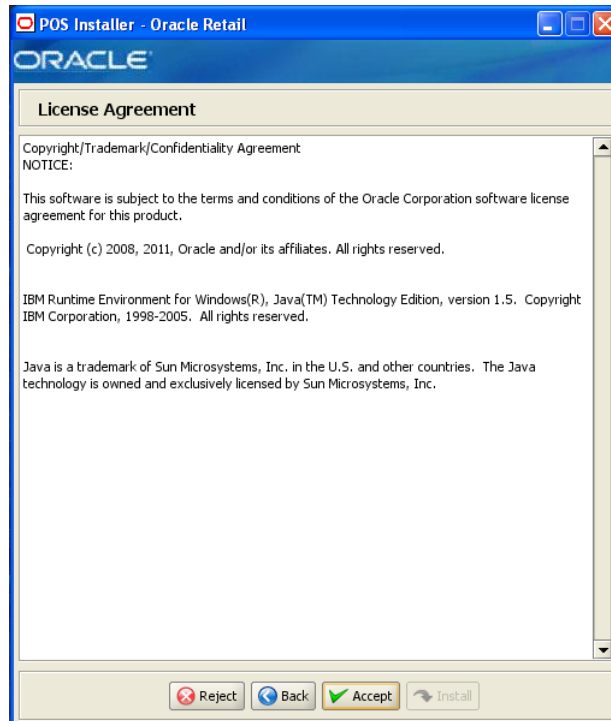 POS Installer - Oracle Retail
ORACLE
License Agreement
Copyright/Trademark/Confidentiality Agreement
NOTICE:
This software is subject to the terms and conditions of the Oracle Corporation software license
agreement for this product.
Copyright (c) 2008, 2011, Oracle and/or its affiliates. All rights reserved.
IBM Runtime Environment for Windows(R), Java(TM) Technology Edition, version 1.5.  Copyright
IBM Corporation, 1998-2005.  All rights reserved.
Java is a trademark of Sun Microsystems, Inc. in the U.S. and other countries.  The Java
technology is owned and exclusively licensed by Sun Microsystems, Inc.
Reject Back Accept Install